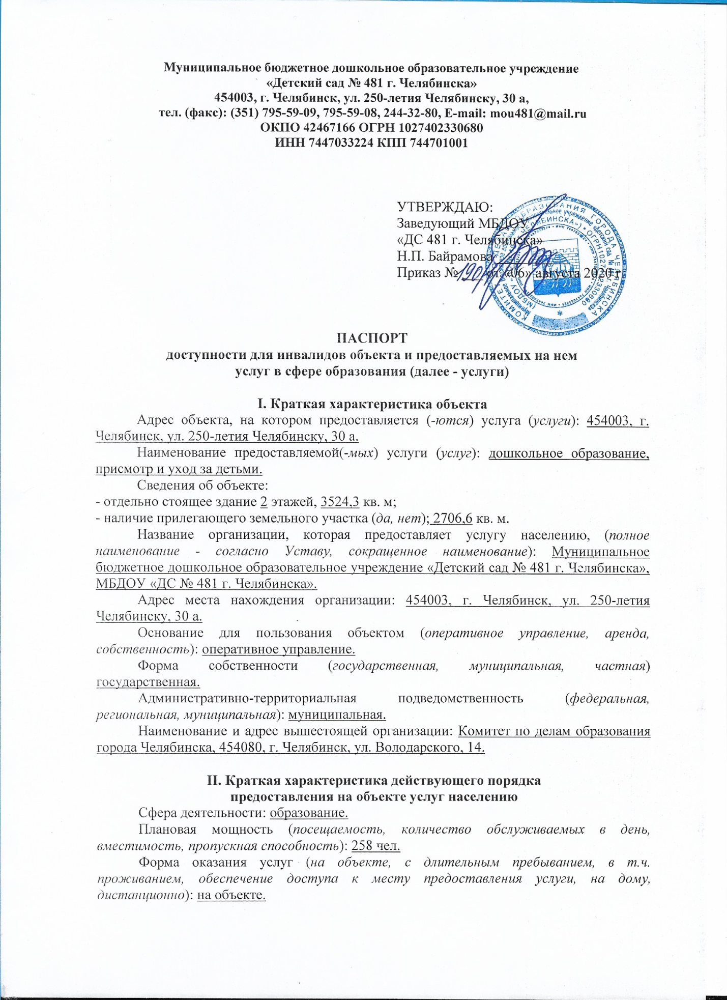 Муниципальное бюджетное дошкольное образовательное учреждение
«Детский сад № 481 г. Челябинска»
454003, г. Челябинск, ул. 250-летия Челябинску, 30 а,
тел. (факс): (351) 795-59-09, 795-59-08, 244-32-80, E-mail: mou481@mail.ru
ОКПО 42467166 ОГРН 1027402330680
ИНН 7447033224 КПП 744701001
УТВЕРЖДАЮ:
Заведующий МБДОУ
«ДС 481 г. Челябинска»
Н.П. Байрамова
Приказ № от «06» августа 2020 г
ПАСПОРТ
доступности для инвалидов объекта и предоставляемых на нем
услуг в сфере образования (далее - услуги)
I. Краткая характеристика объекта
Адрес объекта, на котором предоставляется (-ются) услуга (услуги): 454003, г.
Челябинск, ул. 250-летия Челябинску, 30 а.
Наименование предоставляемой(-мых) услуги (услуг): дошкольное образование,
присмотр и уход за детьми.
Сведения об объекте:
- отдельно стоящее здание 2 этажей, 3524,3 кв. м;
- наличие прилегающего земельного участка (да, нет); 2706,6 кв. м.
Название организации, которая предоставляет услугу населению, (полное
наименование - согласно Уставу, сокращенное наименование): Муниципальное
бюджетное дошкольное образовательное учреждение «Детский сад № 481 г. Челябинска»,
МБДОУ «ДС № 481 г. Челябинска».
Адрес места нахождения организации: 454003, г. Челябинск, ул. 250-летия
Челябинску, 30 а.
Основание для пользования объектом (оперативное управление, аренда,
собственность): оперативное управление.
Форма собственности (государственная, муниципальная, частная)
государственная.
Административно-территориальная подведомственность (федеральная,
региональная, муниципальная): муниципальная.
Наименование и адрес вышестоящей организации: Комитет по делам образования
города Челябинска, 454080, г. Челябинск, ул. Володарского, 14.
II. Краткая характеристика действующего порядка
предоставления на объекте услуг населению
Сфера деятельности: образование.
Плановая мощность (посещаемость, количество обслуживаемых в день,
вместимость, пропускная способность): 258 чел.
Форма оказания услуг (на объекте, с длительным пребыванием, в т.ч.
проживанием, обеспечение доступа к месту предоставления услуги, на дому,
дистанционно): на объекте.